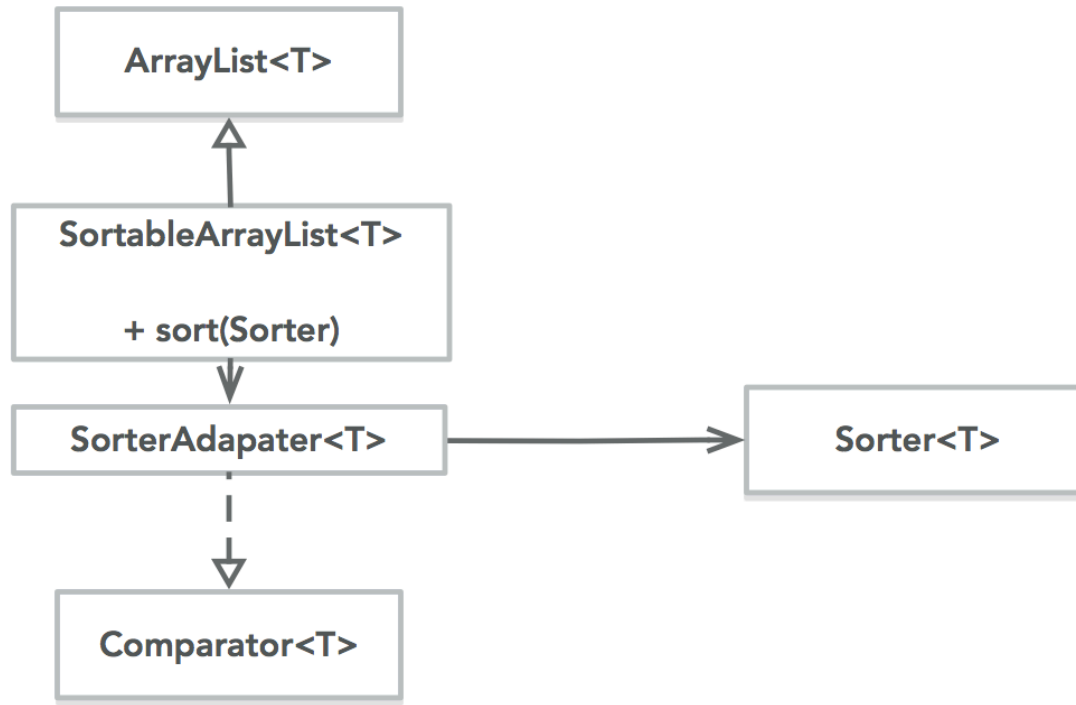 ArrayList<T>
SortableArrayList<T>
+ sort(Sorter)
SorterAdapater<T>
Sorter<T>
Comparator<T>